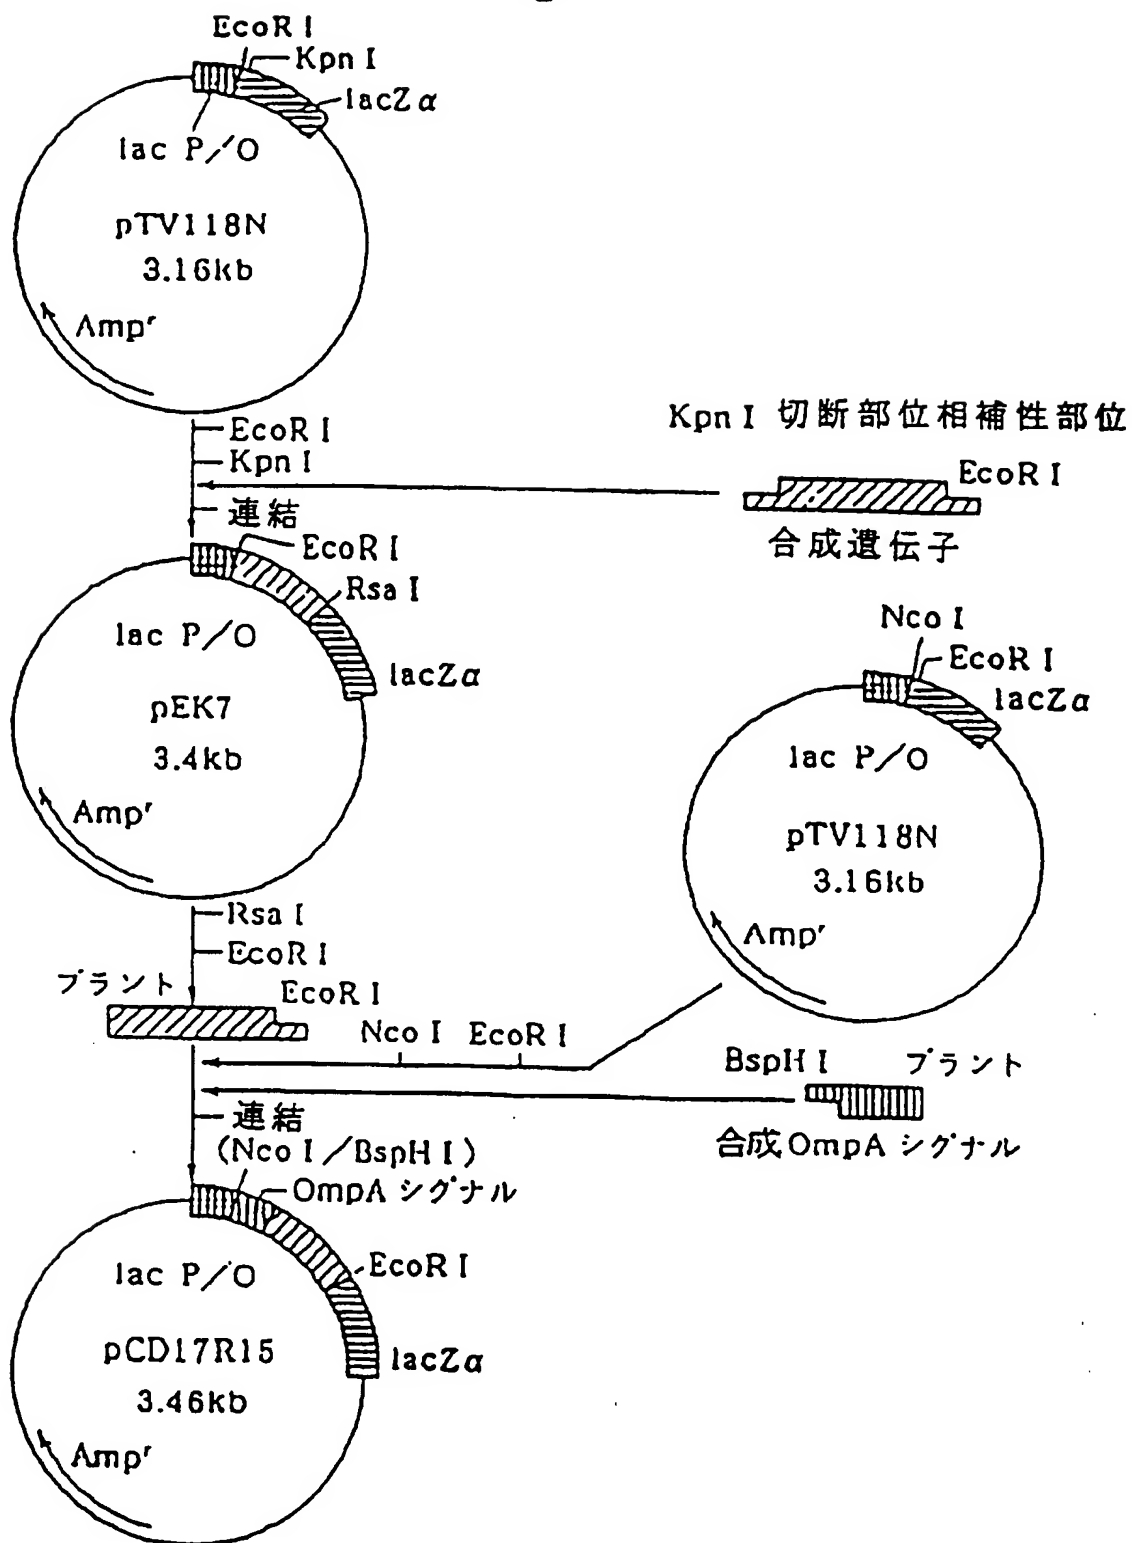 EcoR I
Kpn I
lacZα
lac P/O
pTV118N
3.16kb
Ampʳ
EcoR I
Kpn I
連結
Kpn I 切断部位相補性部位
EcoR I
合成遺伝子
EcoR I
Rsa I
lac P/O
lacZα
pEK7
3.4kb
Ampʳ
Nco I
EcoR I
lacZα
lac P/O
pTV118N
3.16kb
Ampʳ
Rsa I
EcoR I
ブラント
EcoR I
Nco I EcoR I
BspH I ブラント
合成OmpA シグナル
連結
(Nco I/BspH I)
OmpA シグナル
lac P/O
EcoR I
pCD17R15
lacZα
3.46kb
Ampʳ